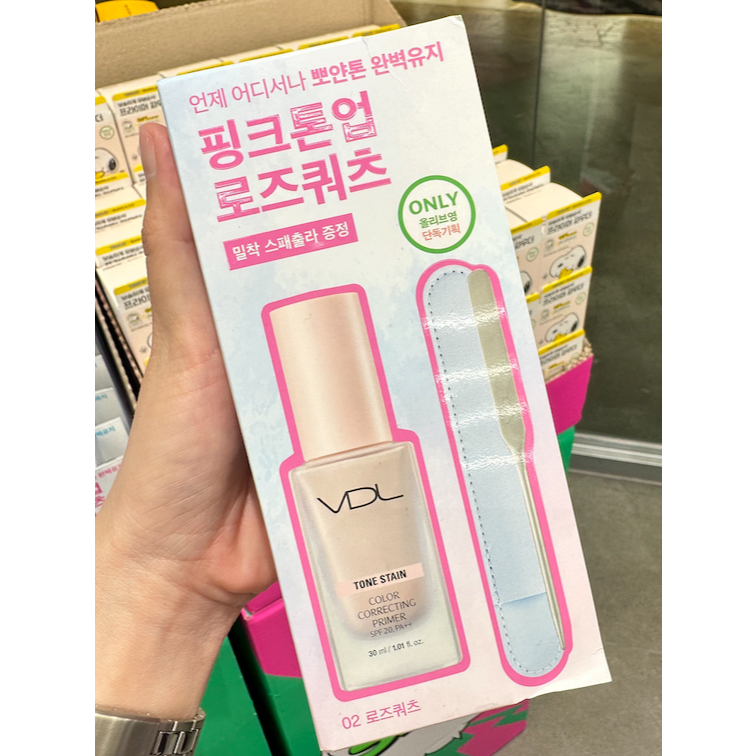 언제 어디서나 뽀얀톤 완벽유지
핑크톤업
로즈쿼츠
밀착 스패출라 증정
ONLY
올리브영
단독기획
VDL
TONE STAIN
COLOR
CORRECTING
PRIMER
SPF20, PA++
30 ml / 1.01 fl. oz.
02 로즈쿼츠